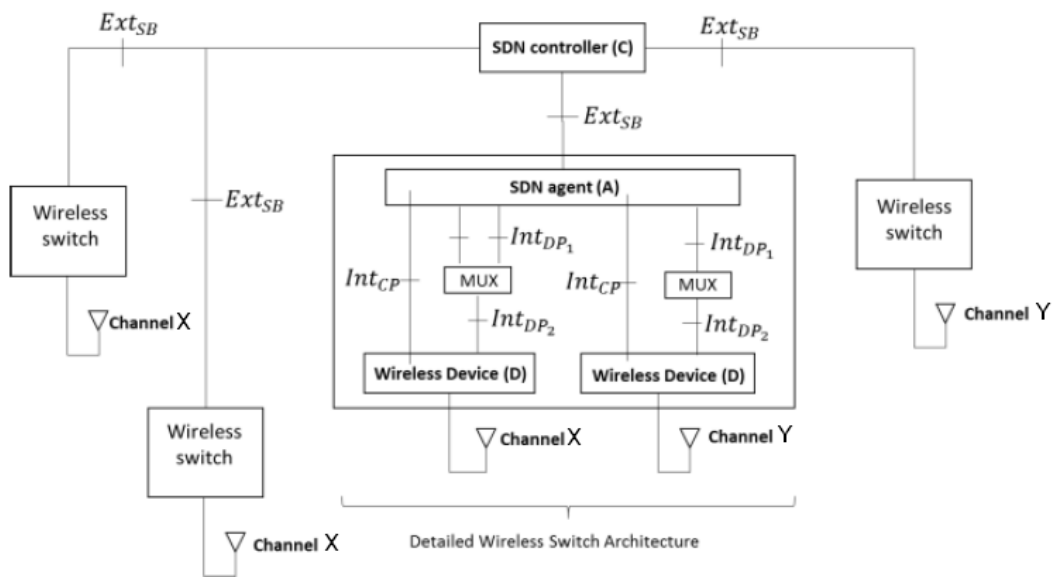 Ext_SB
SDN controller (C)
Ext_SB
Ext_SB
SDN agent (A)
Wireless
switch
Ext_SB
Wireless
switch
Int_DP₁
Int_DP₁
Int_CP
MUX
Int_CP
MUX
Int_DP₂
Int_DP₂
Channel X
Channel Y
Wireless Device (D)
Wireless Device (D)
Wireless
switch
Channel X
Channel Y
Channel X
Detailed Wireless Switch Architecture